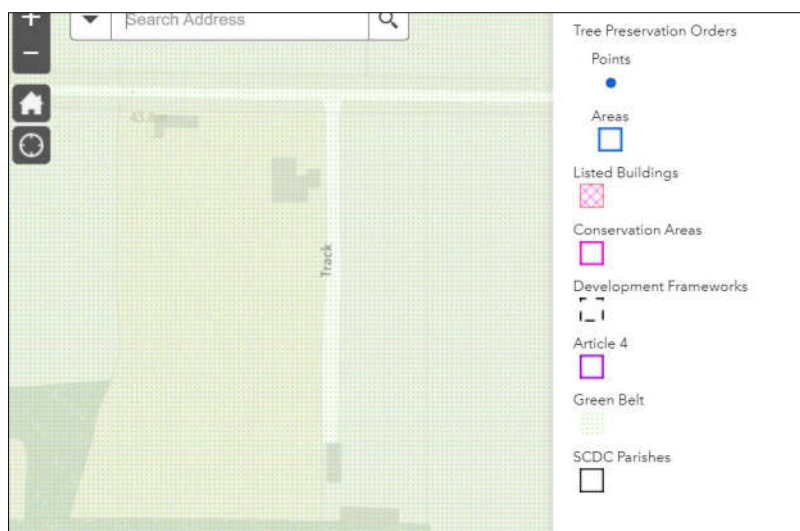 Search Address
Track
Tree Preservation Orders
Points
Areas
Listed Buildings
Conservation Areas
Development Frameworks
Article 4
Green Belt
SCDC Parishes